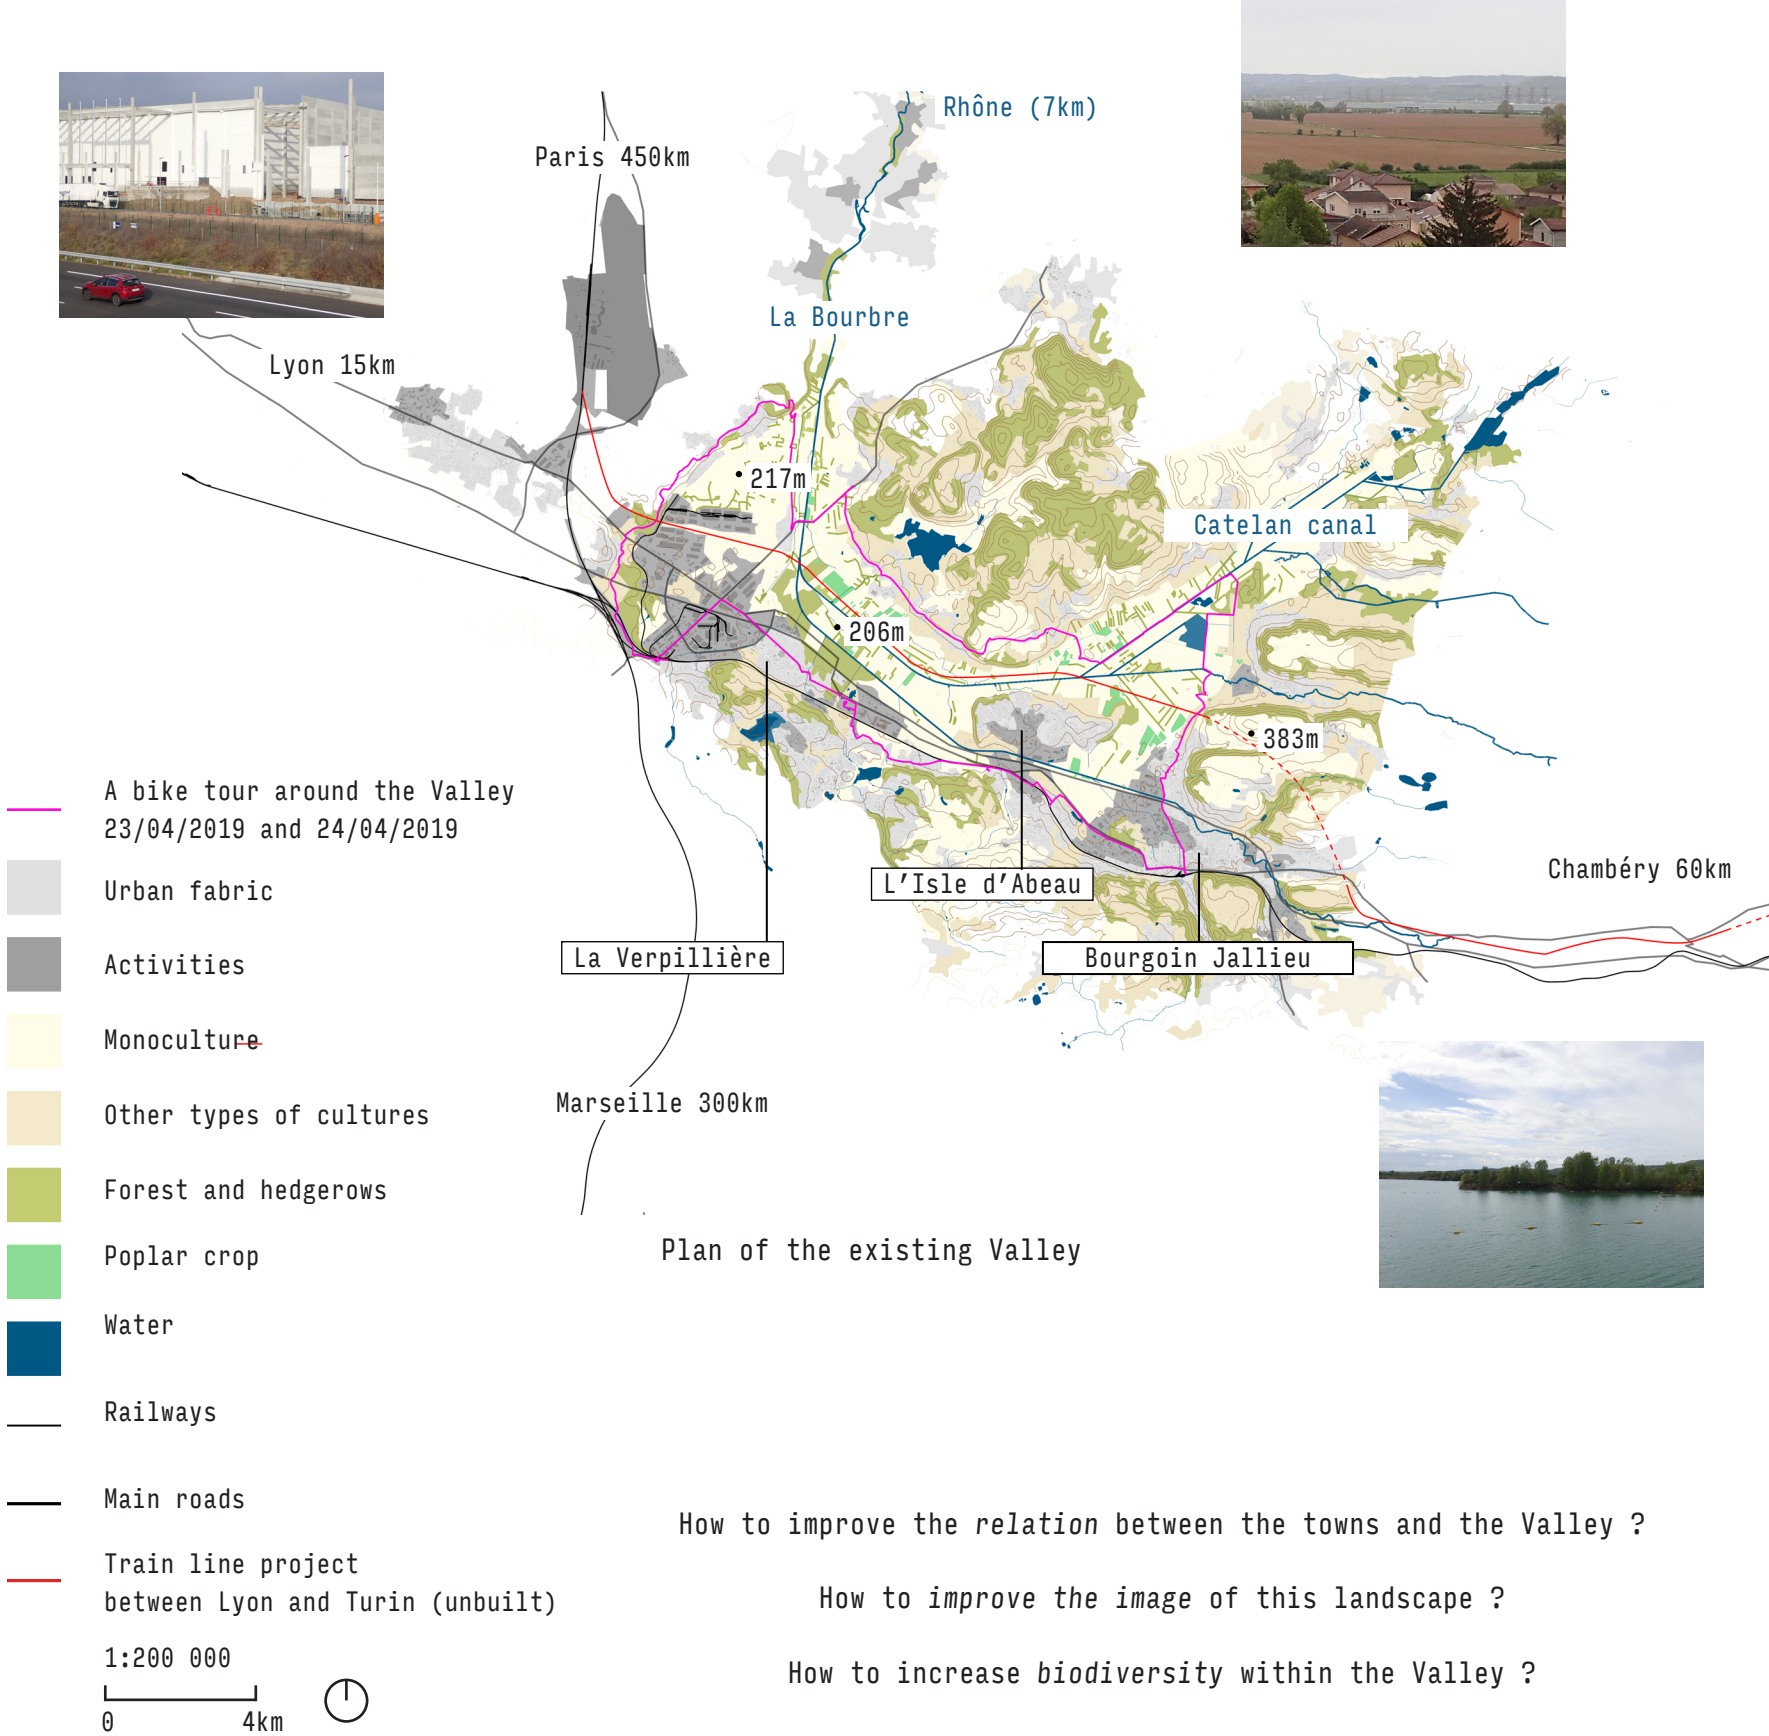 Rhône (7km)
Paris 450km
La Bourbre
Lyon 15km
217m
Catelan canal
206m
383m
Chambéry 60km
L’Isle d’Abeau
La Verpillière
Bourgoin Jallieu
Marseille 300km
A bike tour around the Valley
23/04/2019 and 24/04/2019
Urban fabric
Activities
Monoculture
Other types of cultures
Forest and hedgerows
Poplar crop
Water
Railways
Main roads
Train line project
between Lyon and Turin (unbuilt)
1:200 000
0 4km
Plan of the existing Valley
How to improve the relation between the towns and the Valley ?
How to improve the image of this landscape ?
How to increase biodiversity within the Valley ?